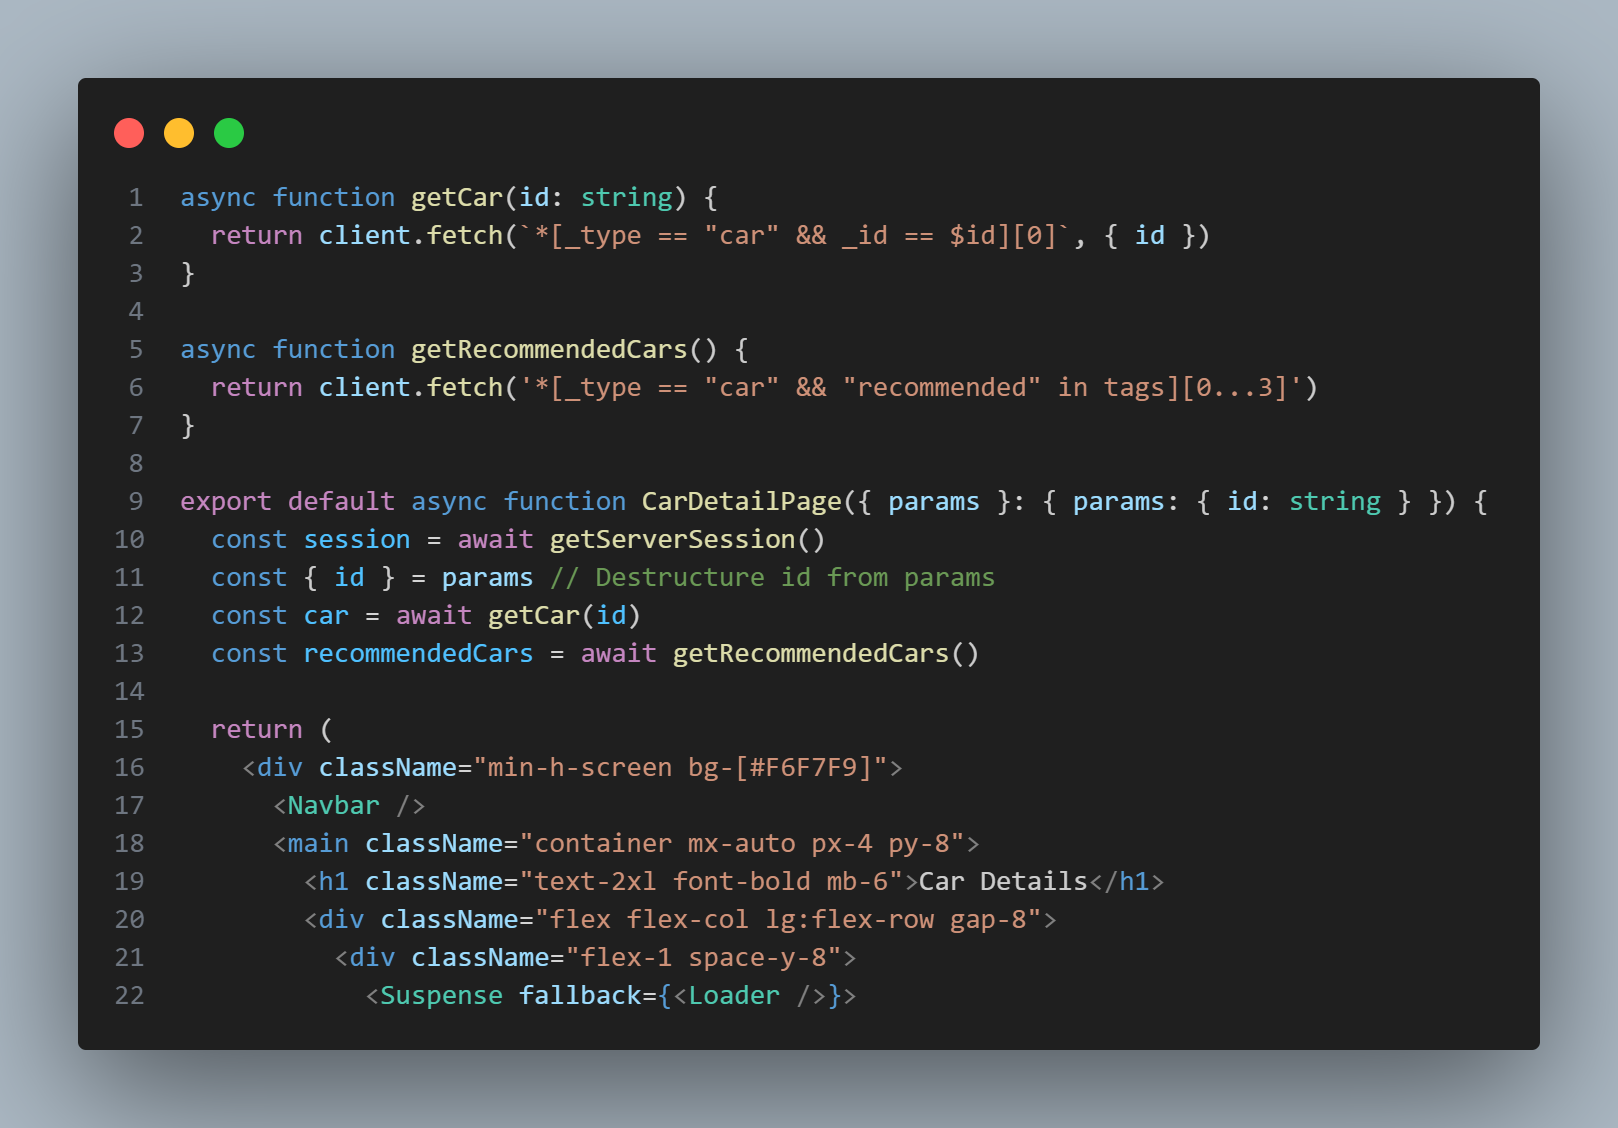 1 async function getCar(id: string) {
2   return client.fetch(`*[_type == "car" && _id == $id][0]`, { id })
3 }
4
5 async function getRecommendedCars() {
6   return client.fetch('*[_type == "car" && "recommended" in tags][0...3]')
7 }
8
9 export default async function CarDetailPage({ params }: { params: { id: string } }) {
10   const session = await getServerSession()
11   const { id } = params // Destructure id from params
12   const car = await getCar(id)
13   const recommendedCars = await getRecommendedCars()
14
15   return (
16     <div className="min-h-screen bg-[#F6F7F9]">
17       <Navbar />
18       <main className="container mx-auto px-4 py-8">
19         <h1 className="text-2xl font-bold mb-6">Car Details</h1>
20         <div className="flex flex-col lg:flex-row gap-8">
21           <div className="flex-1 space-y-8">
22             <Suspense fallback={<Loader />}>